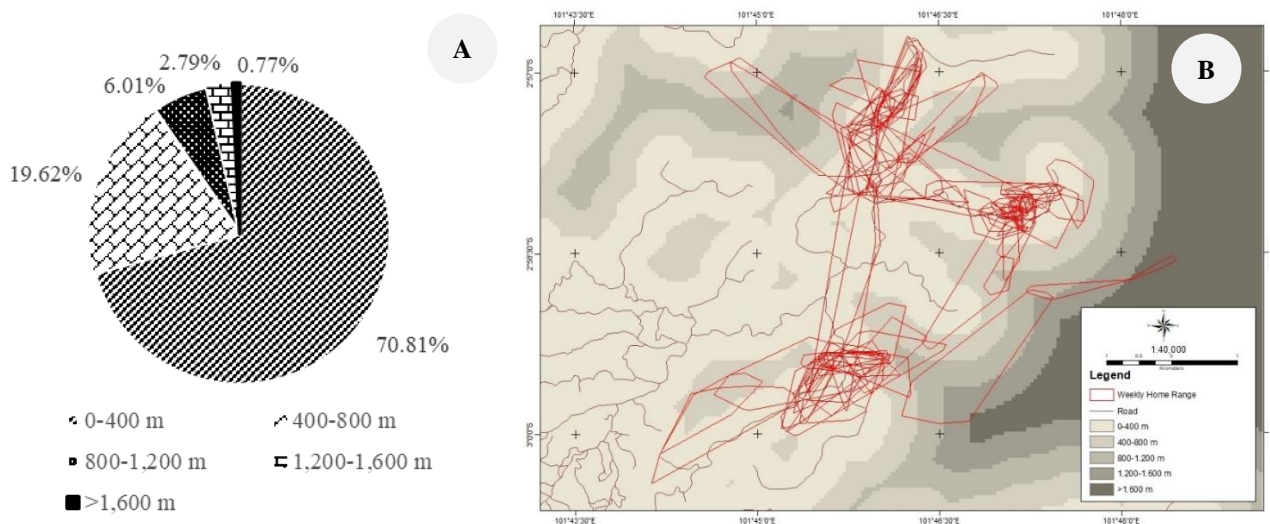 A
2.79%
0.77%
6.01%
19.62%
70.81%
0-400 m
400-800 m
800-1,200 m
1,200-1,600 m
>1,600 m
B
101°43'30"E
101°45'0"E
101°46'30"E
101°48'0"E
2°57'0"S
2°58'30"S
3°0'0"S
1:40,000
Kilometers
Legend
Weekly Home Range
Road
0-400 m
400-800 m
800-1.200 m
1.200-1.600 m
>1.600 m
101°43'30"E
101°45'0"E
101°46'30"E
101°48'0"E